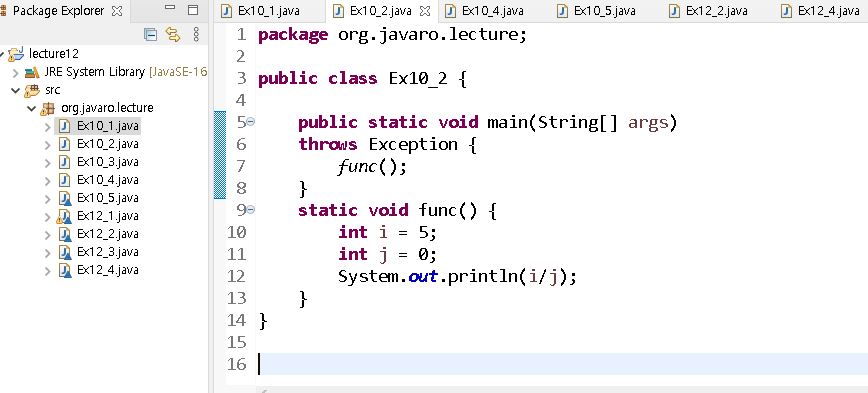 Package Explorer
lecture12
JRE System Library [JavaSE-16
src
org.javaro.lecture
Ex10_1.java
Ex10_2.java
Ex10_3.java
Ex10_4.java
Ex10_5.java
Ex12_1.java
Ex12_2.java
Ex12_3.java
Ex12_4.java
Ex10_1.java Ex10_2.java Ex10_4.java Ex10_5.java Ex12_2.java Ex12_4.java
1 package org.javaro.lecture;
2
3 public class Ex10_2 {
4
5 public static void main(String[] args)
6 throws Exception {
7 func();
8 }
9 static void func() {
10 int i = 5;
11 int j = 0;
12 System.out.println(i/j);
13 }
14 }
15
16